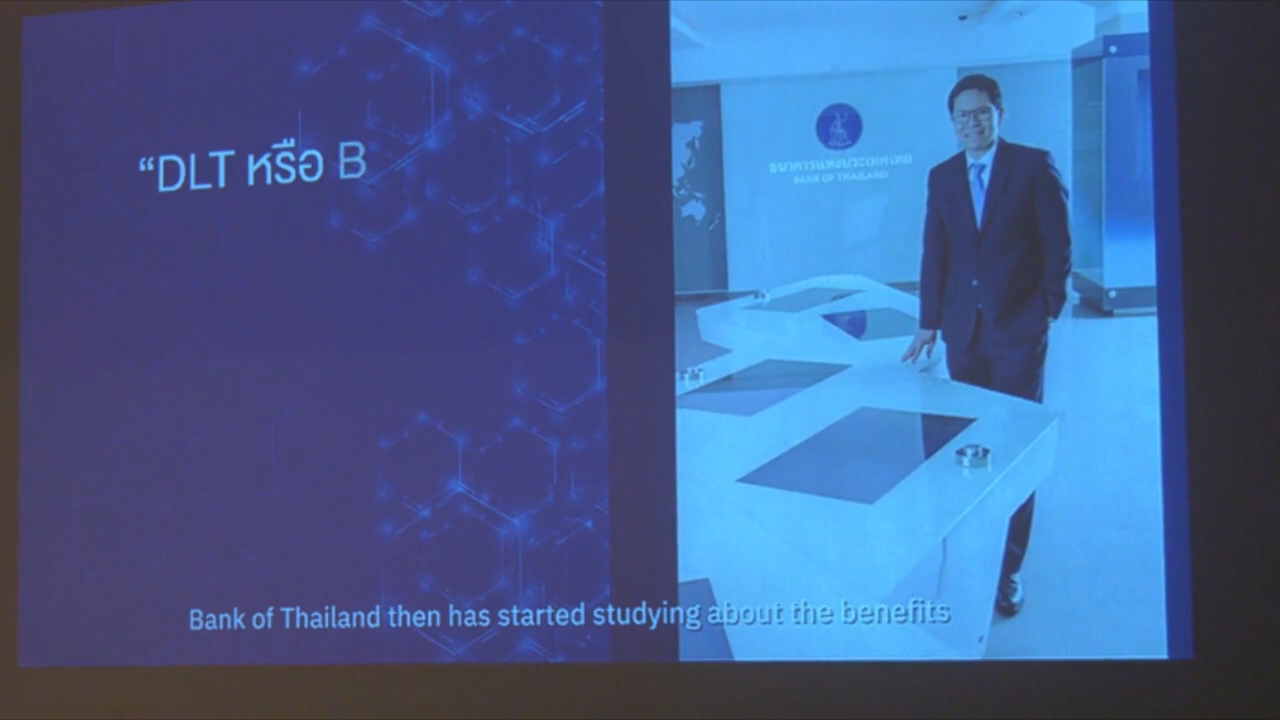 “DLT หรือ B
ธนาคารแห่งประเทศไทย
BANK OF THAILAND
Bank of Thailand then has started studying about the benefits